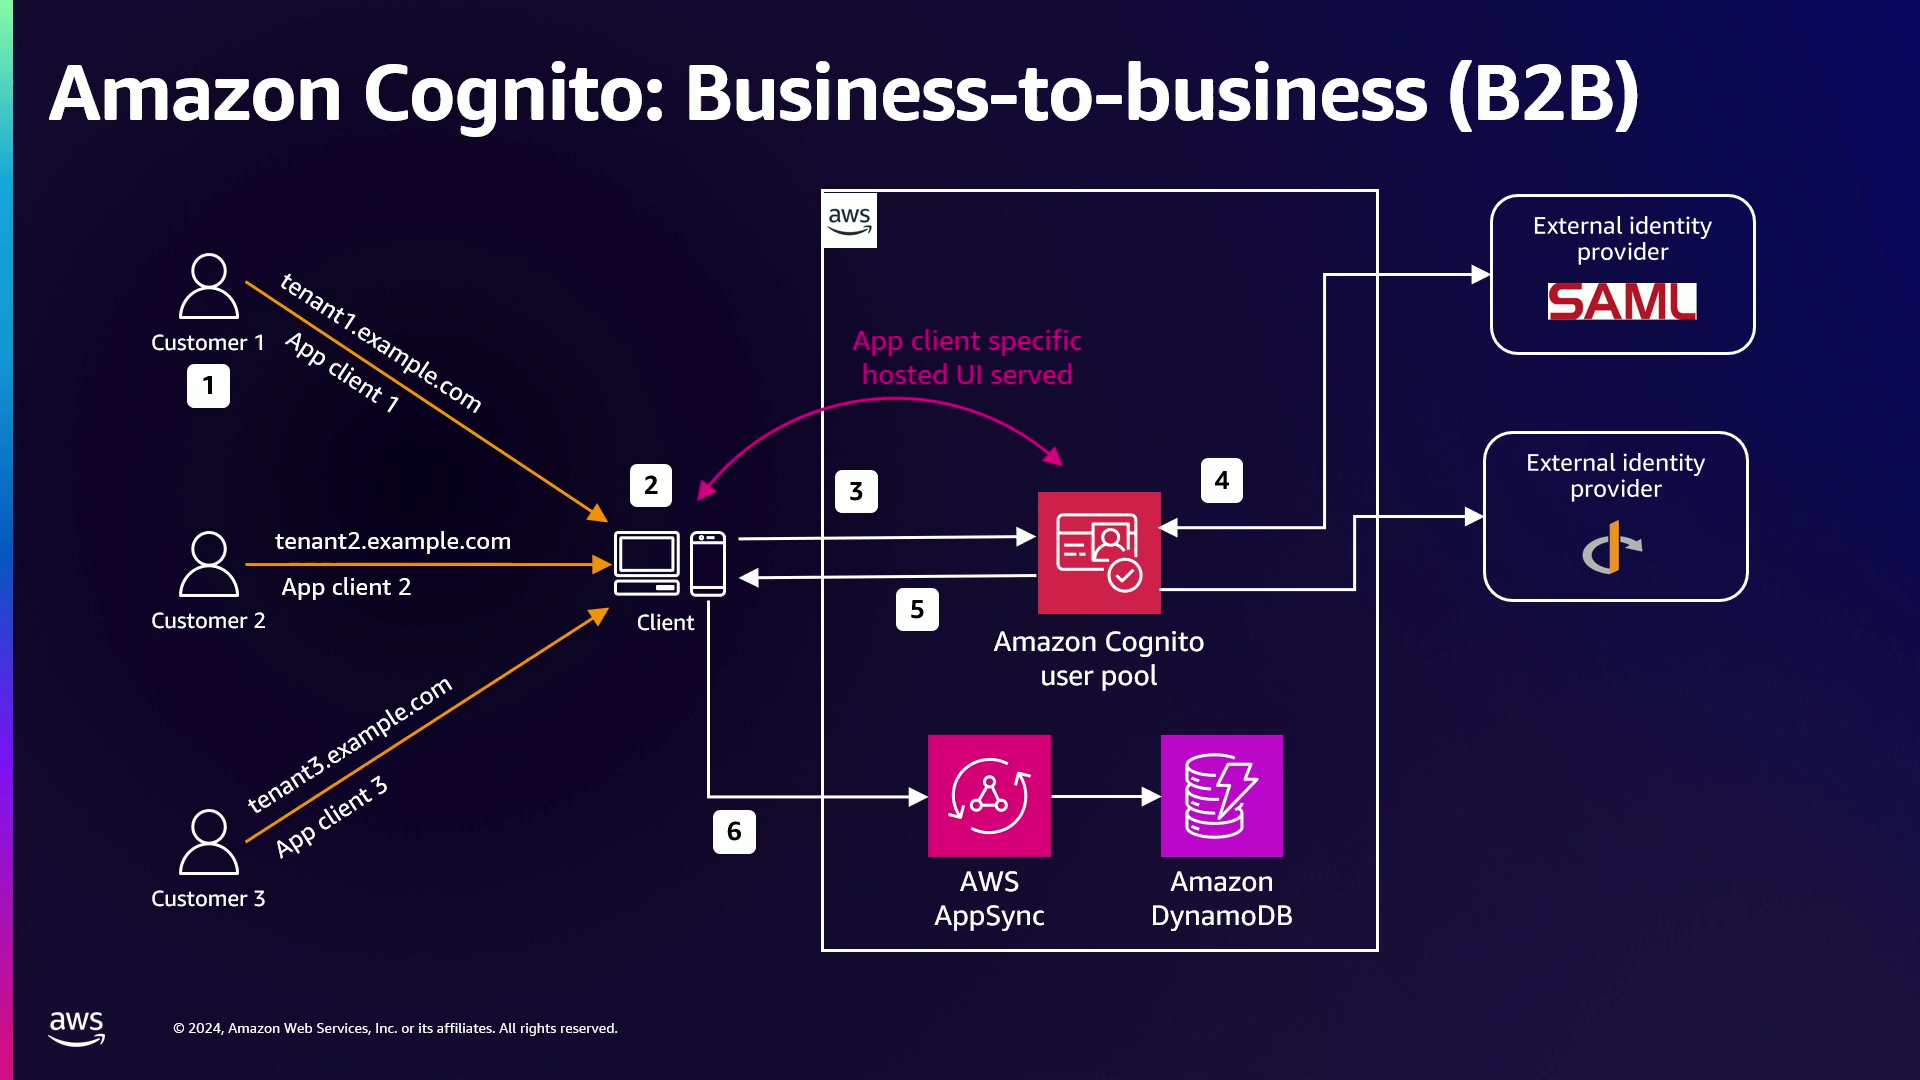 Amazon Cognito: Business-to-business (B2B)
aws
External identity
provider
SAML
tenant1.example.com
App client 1
Customer 1
1
App client specific
hosted UI served
External identity
provider
2
3
4
tenant2.example.com
App client 2
Customer 2
Client
5
Amazon Cognito
user pool
tenant3.example.com
App client 3
Customer 3
6
AWS
AppSync
Amazon
DynamoDB
aws
© 2024, Amazon Web Services, Inc. or its affiliates. All rights reserved.